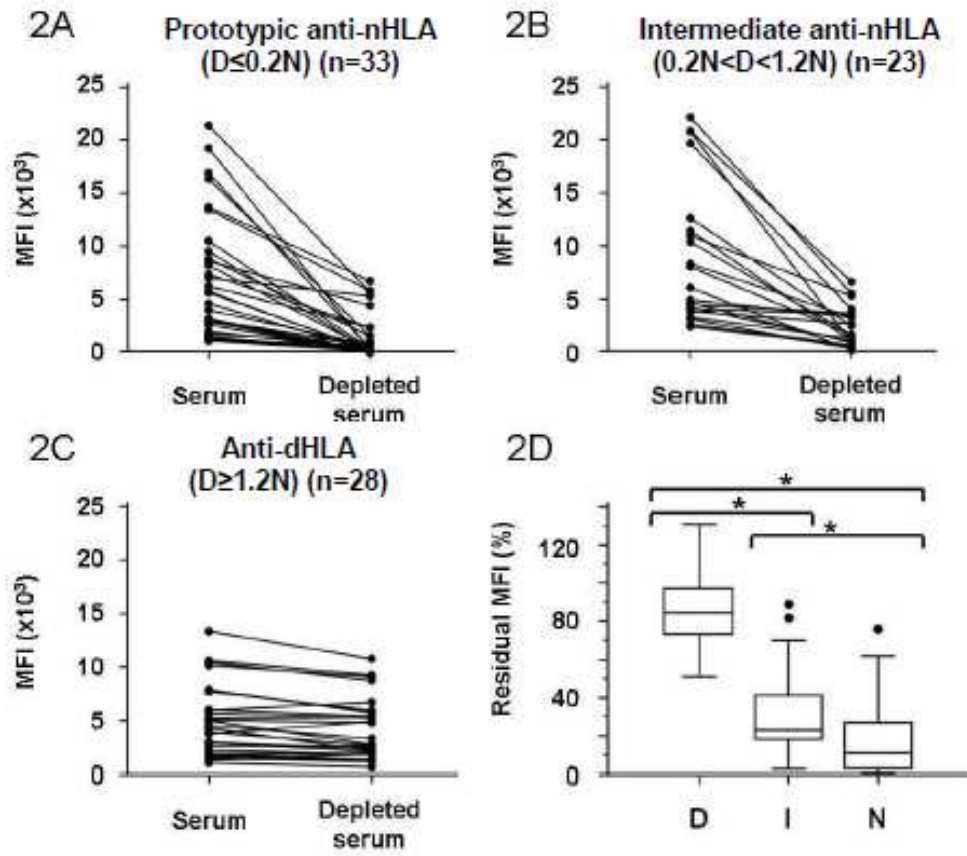 2A
Prototypic anti-nHLA
(D≤0.2N) (n=33)
25
20
15
10
5
0
MFI (x10³)
Serum
Depleted
serum
2B
Intermediate anti-nHLA
(0.2N<D<1.2N) (n=23)
25
20
15
10
5
0
MFI (x10³)
Serum
Depleted
serum
2C
Anti-dHLA
(D≥1.2N) (n=28)
25
20
15
10
5
0
MFI (x10³)
Serum
Depleted
serum
2D
*
*
*
120
80
40
0
Residual MFI (%)
D
I
N